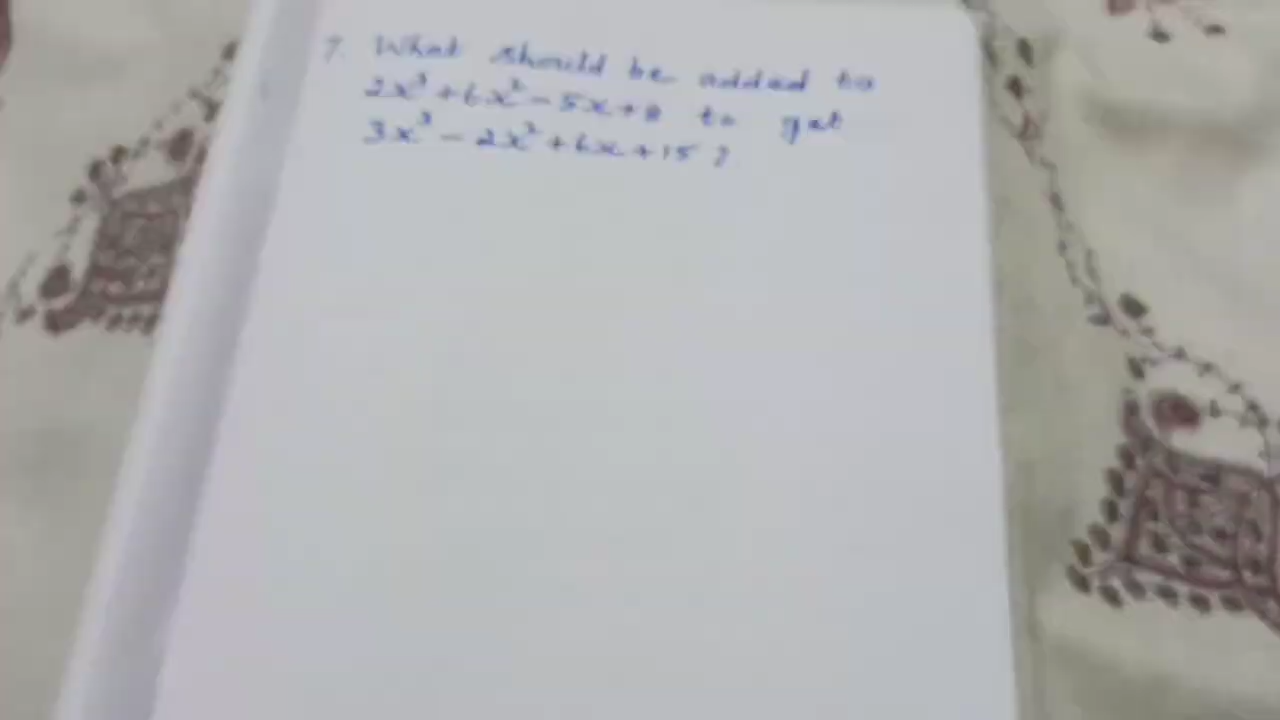 7. What should be added to
2x³ + 6x² - 5x + 8 to get
3x³ - 2x² + 6x + 15 ?